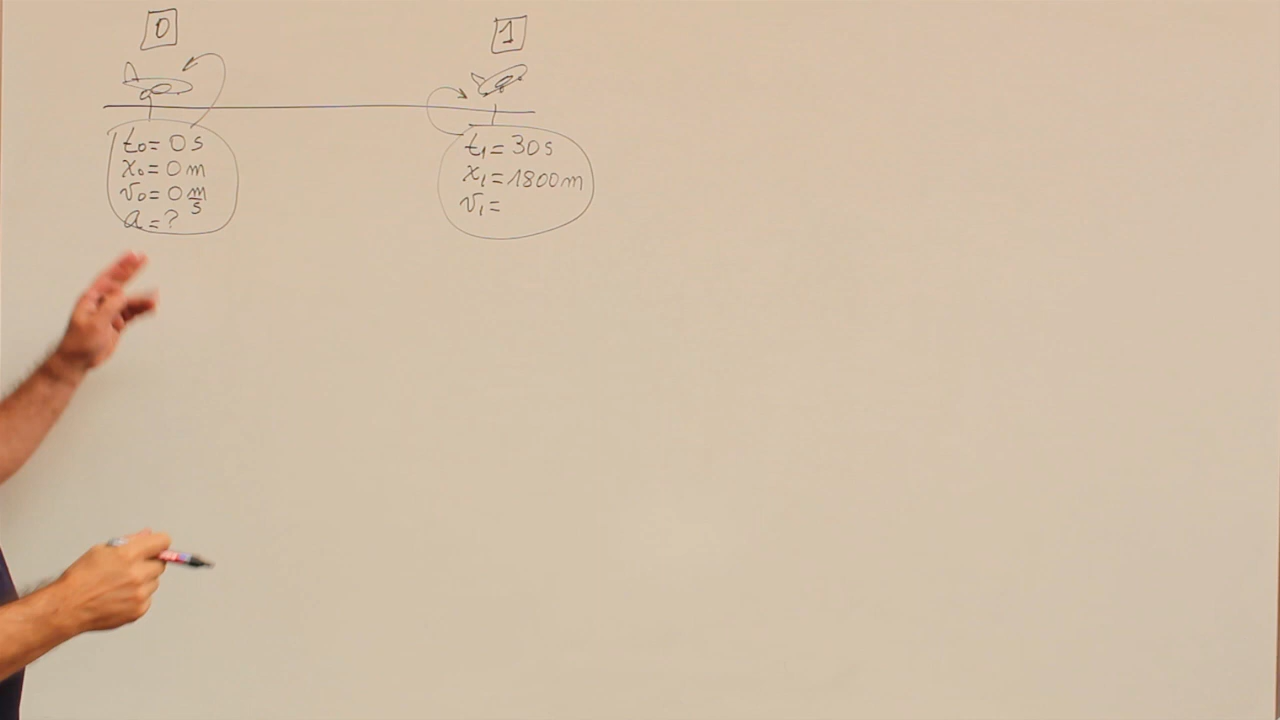 0
1
t₀ = 0 s
x₀ = 0 m
v₀ = 0 m/s
a = ?
t₁ = 30 s
x₁ = 1800 m
v₁ =